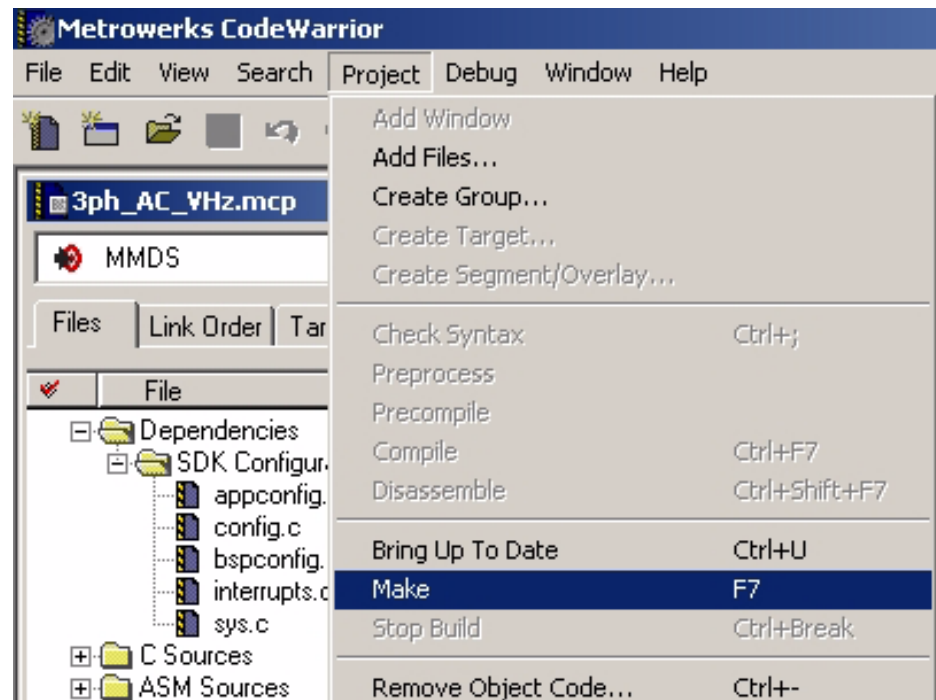 Metrowerks CodeWarrior
File Edit View Search Project Debug Window Help
3ph_AC_VHz.mcp
MMDS
Files Link Order Tar
File
Dependencies
SDK Configur
appconfig.
config.c
bspconfig.
interrupts.c
sys.c
C Sources
ASM Sources
Add Window
Add Files...
Create Group...
Create Target...
Create Segment/Overlay...
Check Syntax Ctrl+;
Preprocess
Precompile
Compile Ctrl+F7
Disassemble Ctrl+Shift+F7
Bring Up To Date Ctrl+U
Make F7
Stop Build Ctrl+Break
Remove Object Code... Ctrl+-